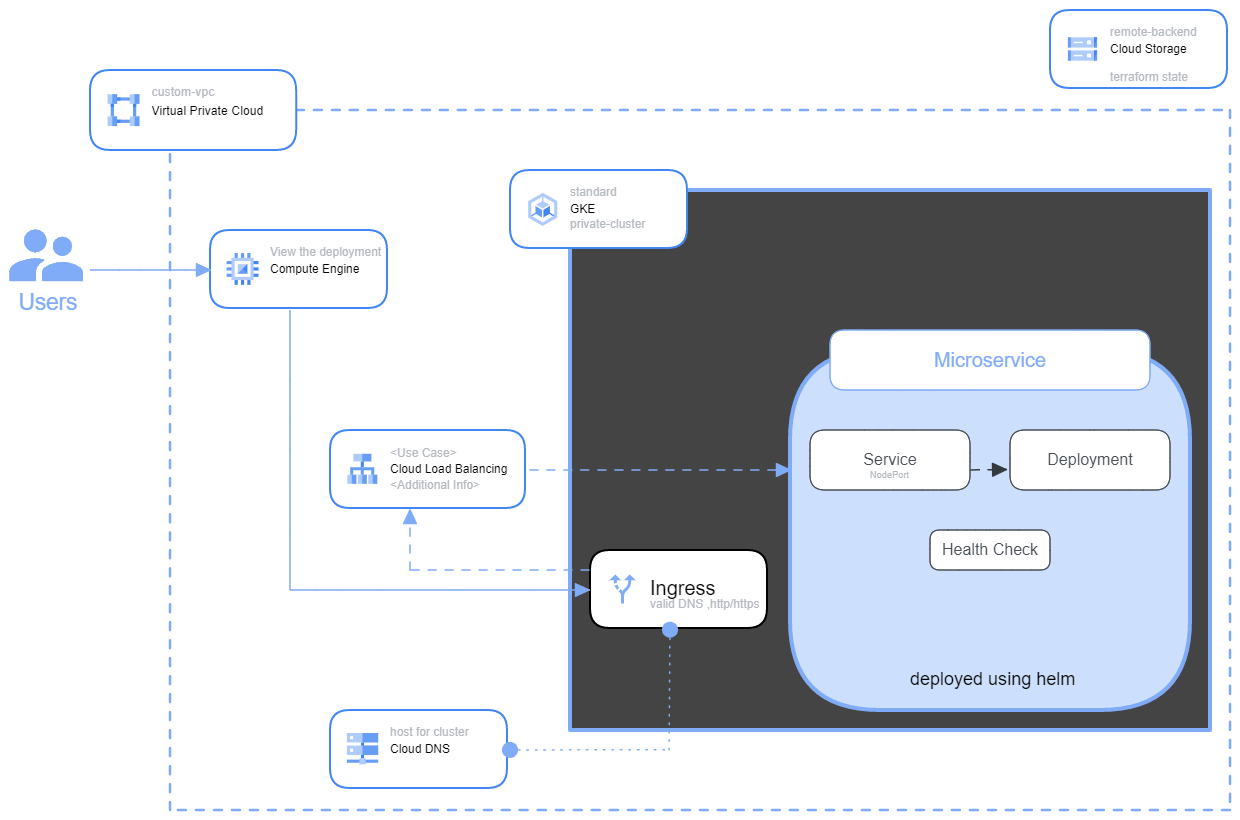 remote-backend
Cloud Storage
terraform state
custom-vpc
Virtual Private Cloud
standard
GKE
private-cluster
Users
View the deployment
Compute Engine
Microservice
<Use Case>
Cloud Load Balancing
<Additional Info>
Service
NodePort
Deployment
Health Check
Ingress
valid DNS ,http/https
deployed using helm
host for cluster
Cloud DNS